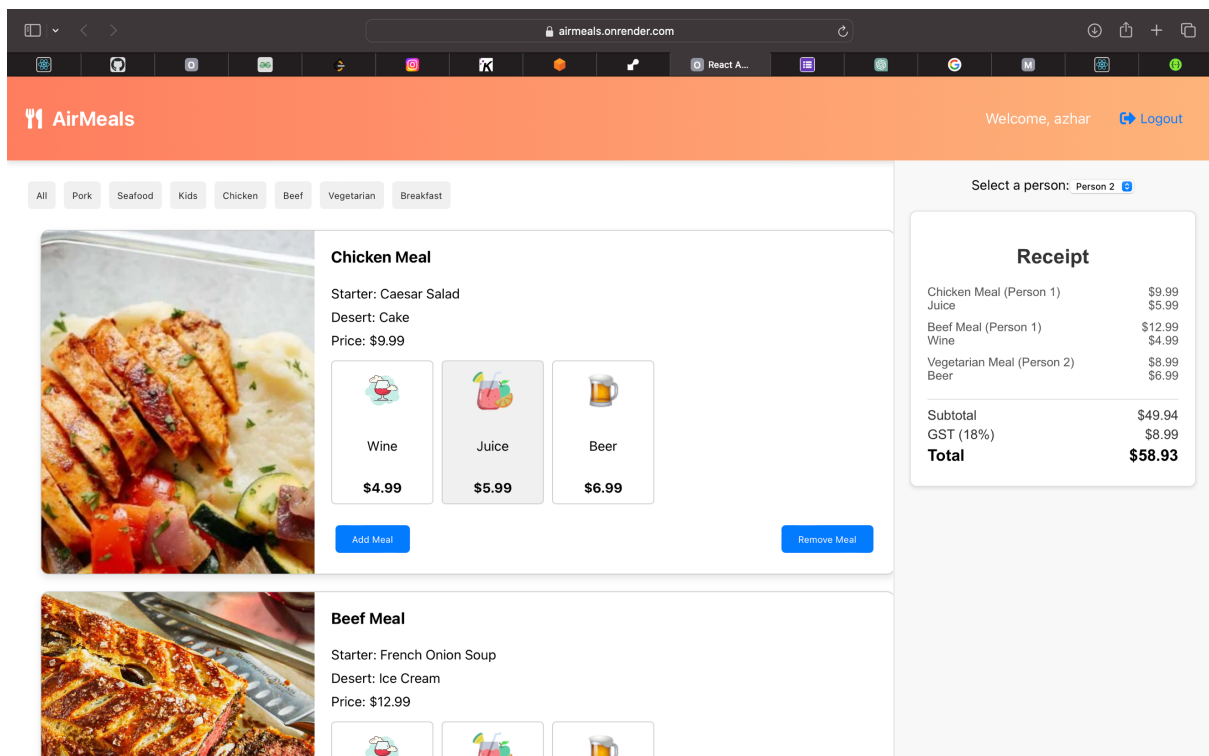 airmeals.onrender.com
React A...
AirMeals
Welcome, azhar
Logout
All Pork Seafood Kids Chicken Beef Vegetarian Breakfast
Chicken Meal
Starter: Caesar Salad
Desert: Cake
Price: $9.99
Wine Juice Beer
$4.99 $5.99 $6.99
Add Meal Remove Meal
Beef Meal
Starter: French Onion Soup
Desert: Ice Cream
Price: $12.99
Select a person: Person 2
Receipt
Chicken Meal (Person 1) $9.99
Juice $5.99
Beef Meal (Person 1) $12.99
Wine $4.99
Vegetarian Meal (Person 2) $8.99
Beer $6.99
Subtotal $49.94
GST (18%) $8.99
Total $58.93